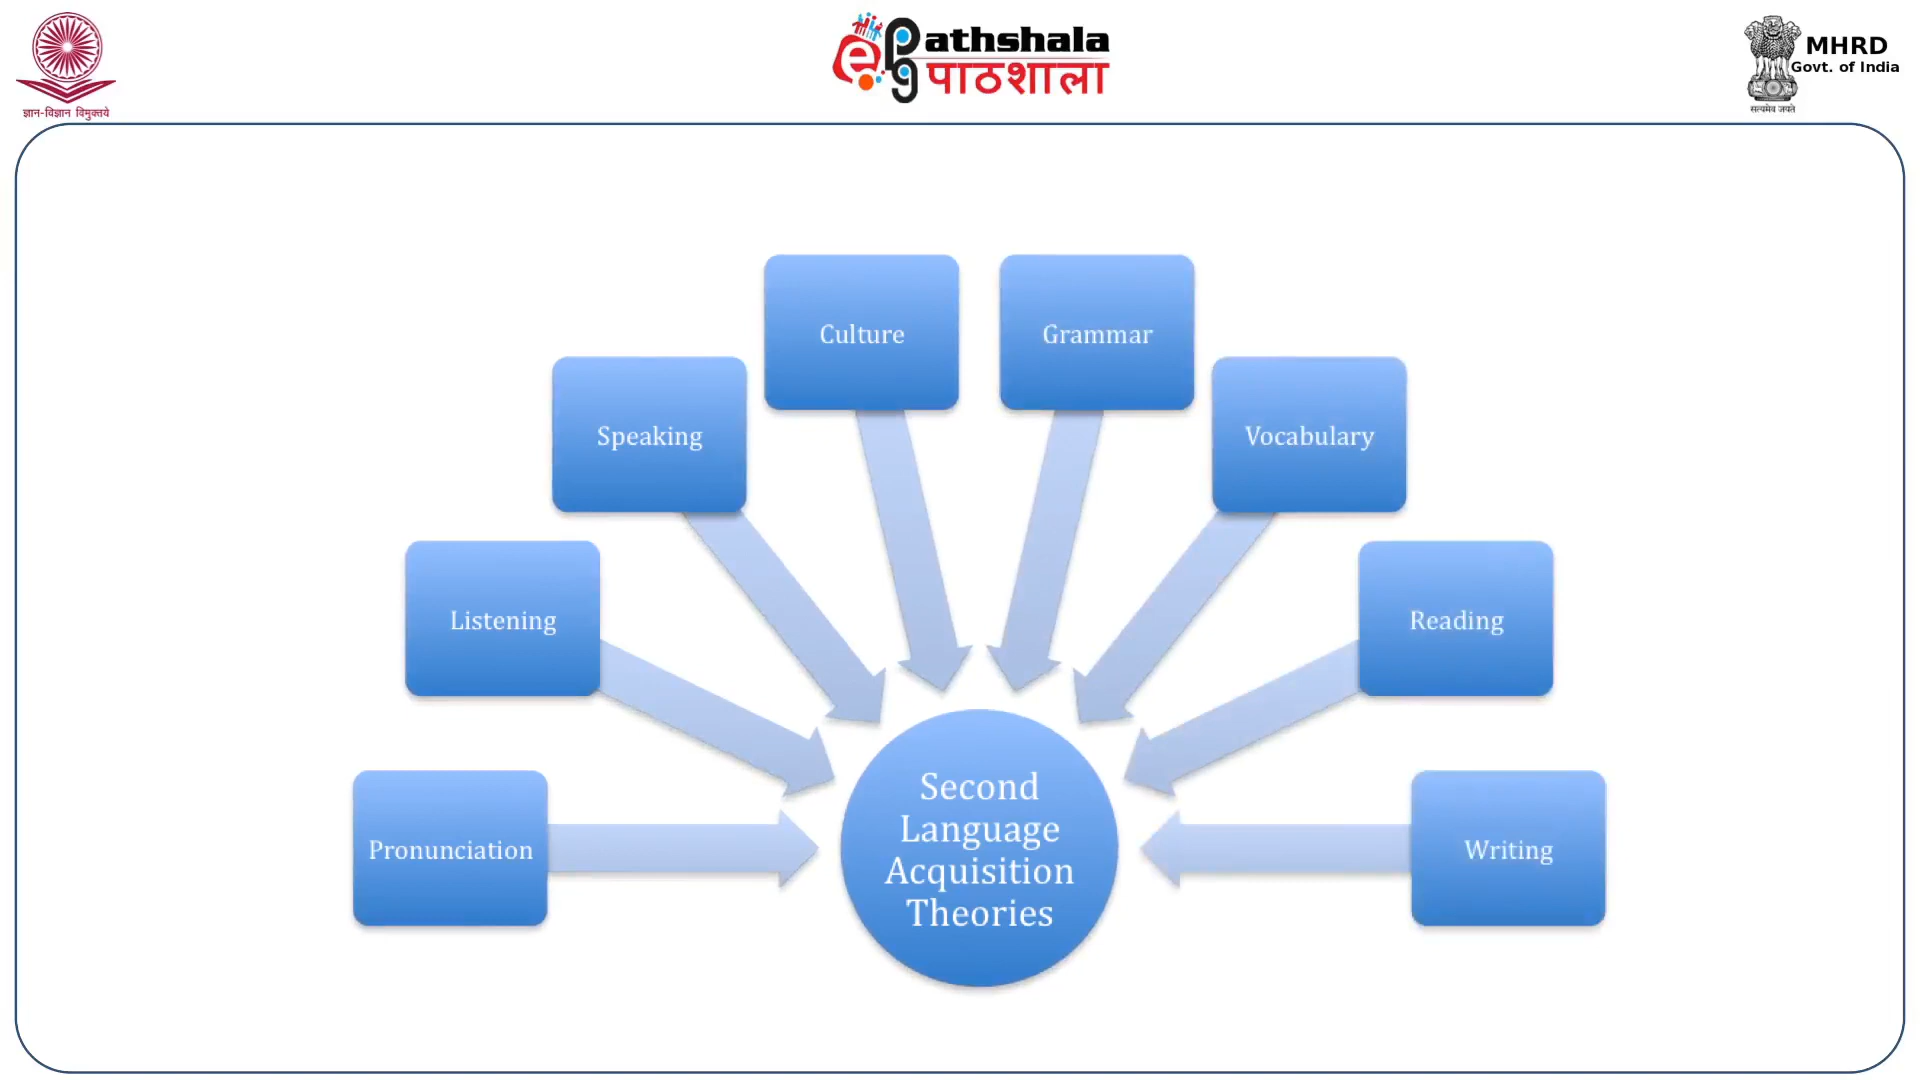 ज्ञान-विज्ञान विमुक्तये
ePg Pathshala
पाठशाला
MHRD
Govt. of India
सत्यमेव जयते
Culture
Grammar
Speaking
Vocabulary
Listening
Reading
Pronunciation
Second
Language
Acquisition
Theories
Writing